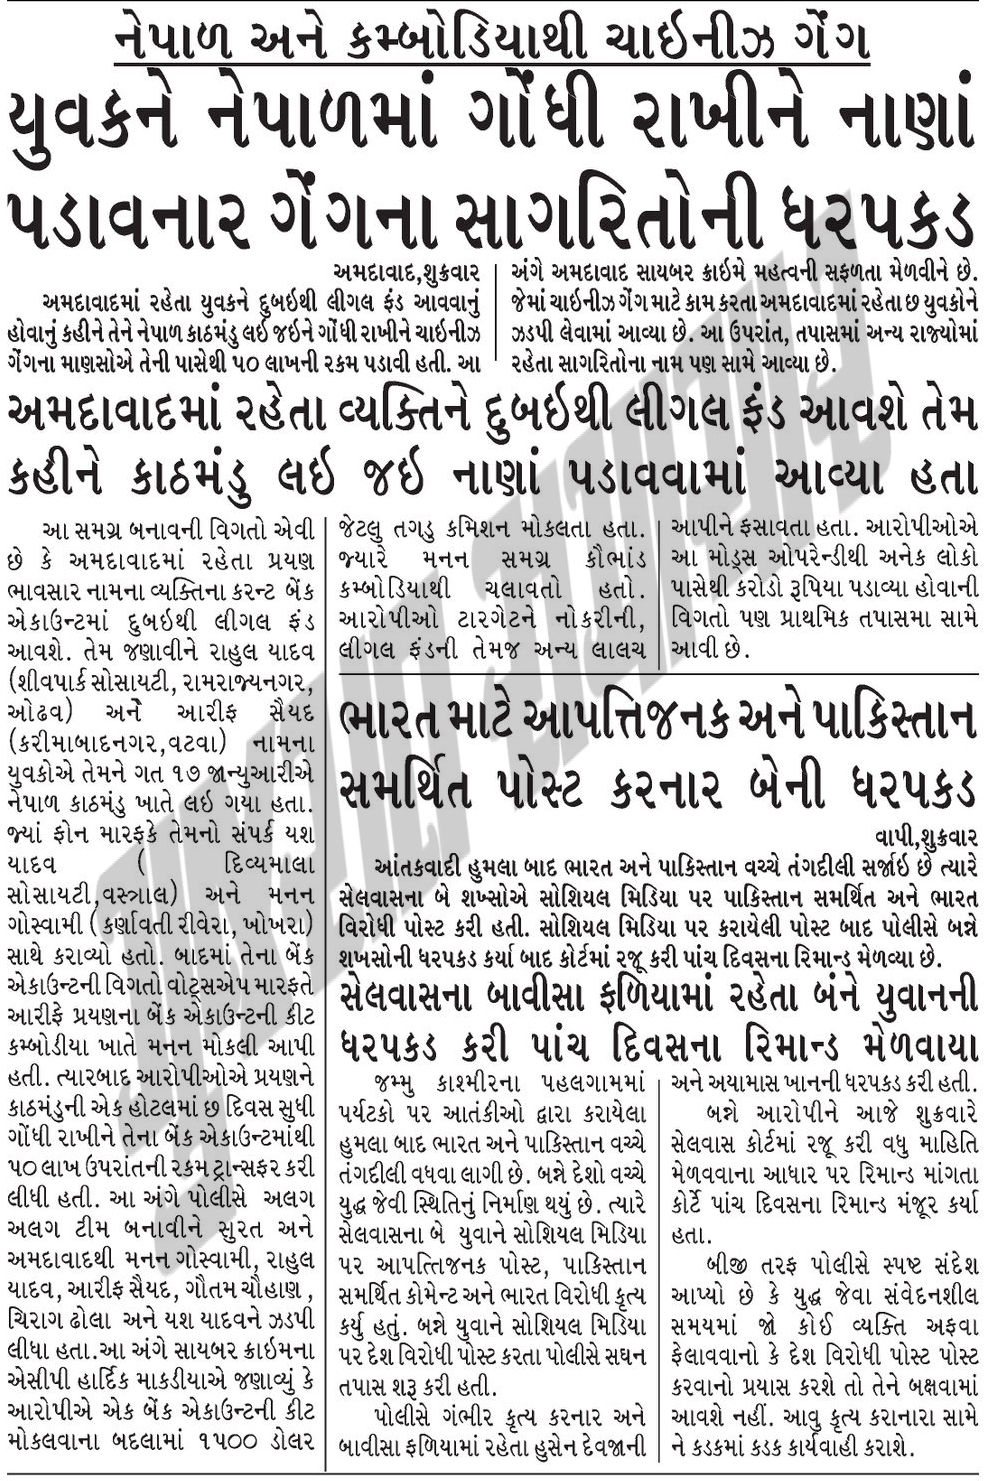 નેપાળ અને કમ્બોડિયાથી ચાઇનીઝ ગેંગ
યુવકને નેપાળમાં ગોંધી રાખીને નાણાં
પડાવનાર ગેંગના સાગરિતોની ધરપકડ
અમદાવાદ,શુક્રવાર
અમદાવાદમાં રહેતા યુવકને દુબઇથી લીગલ ફંડ આવવાનું
હોવાનું કહીને તેને નેપાળ કાઠમંડુ લઇ જઇને ગોંધી રાખીને ચાઇનીઝ
ગેંગના માણસોએ તેની પાસેથી ૫૦ લાખની રકમ પડાવી હતી. આ
અંગે અમદાવાદ સાયબર ક્રાઇમે મહત્વની સફળતા મેળવીને છે.
જેમાં ચાઇનીઝ ગેંગ માટે કામ કરતા અમદાવાદમાં રહેતા છ યુવકોને
ઝડપી લેવામાં આવ્યા છે. આ ઉપરાંત, તપાસમાં અન્ય રાજ્યોમાં
રહેતા સાગરિતોના નામ પણ સામે આવ્યા છે.
અમદાવાદમાં રહેતા વ્યક્તિને દુબઇથી લીગલ ફંડ આવશે તેમ
કહીને કાઠમંડુ લઇ જઇ નાણાં પડાવવામાં આવ્યા હતા
આ સમગ્ર બનાવની વિગતો એવી
છે કે અમદાવાદમાં રહેતા પ્રયણ
ભાવસાર નામના વ્યક્તિના કરન્ટ બેંક
એકાઉન્ટમાં દુબઇથી લીગલ ફંડ
આવશે. તેમ જણાવીને રાહુલ યાદવ
(શીવપાર્ક સોસાયટી, રામરાજ્યનગર,
ઓઢવ) અને આરીફ સૈયદ
(કરીમાબાદનગર,વટવા) નામના
યુવકોએ તેમને ગત ૧૭ જાન્યુઆરીએ
નેપાળ કાઠમંડુ ખાતે લઇ ગયા હતા.
જ્યાં ફોન મારફકે તેમનો સંપર્ક યશ
યાદવ ( દિવ્યમાલા
સોસાયટી,વસ્ત્રાલ) અને મનન
ગોસ્વામી ( કર્ણાવતી રીવેરા, ખોખરા)
સાથે કરાવ્યો હતો. બાદમાં તેના બેંક
એકાઉન્ટની વિગતો વોટ્સએપ મારફતે
આરીફે પ્રયણના બેંક એકાઉન્ટની કીટ
કમ્બોડીયા ખાતે મનન મોકલી આપી
હતી. ત્યારબાદ આરોપીઓએ પ્રયણને
કાઠમંડુની એક હોટલમાં છ દિવસ સુધી
ગોંધી રાખીને તેના બેંક એકાઉન્ટમાંથી
૫૦ લાખ ઉપરાંતની રકમ ટ્રાન્સફર કરી
લીધી હતી. આ અંગે પોલીસે અલગ
અલગ ટીમ બનાવીને સુરત અને
અમદાવાદથી મનન ગોસ્વામી, રાહુલ
યાદવ, આરીફ સૈયદ, ગૌતમ ચૌહાણ ,
ચિરાગ ઢોલા અને યશ યાદવને ઝડપી
લીધા હતા.આ અંગે સાયબર ક્રાઇમના
એસીપી હાર્દિક માકડીયાએ જણાવ્યું કે
આરોપીએ એક બેંક એકાઉન્ટની કીટ
મોકલવાના બદલામાં ૧૫૦૦ ડોલર
જેટલુ તગડુ કમિશન મોકલતા હતા.
જ્યારે મનન સમગ્ર કૌભાંડ
કમ્બોડિયાથી ચલાવતો હતો.
આરોપીઓ ટારગેટને નોકરીની,
લીગલ ફંડની તેમજ અન્ય લાલચ
આપીને ફસાવતા હતા. આરોપીઓએ
આ મોડ્સ ઓપરેન્ડીથી અનેક લોકો
પાસેથી કરોડો રૂપિયા પડાવ્યા હોવાની
વિગતો પણ પ્રાથમિક તપાસમા સામે
આવી છે.
ભારત માટે આપત્તિજનક અને પાકિસ્તાન
સમર્થિત પોસ્ટ કરનાર બેની ધરપકડ
વાપી,શુક્રવાર
આંતકવાદી હુમલા બાદ ભારત અને પાકિસ્તાન વચ્ચે તંગદીલી સર્જાઇ છે ત્યારે
સેલવાસના બે શખ્સોએ સોશિયલ મિડિયા પર પાકિસ્તાન સમર્થિત અને ભારત
વિરોધી પોસ્ટ કરી હતી. સોશિયલ મિડિયા પર કરાયેલી પોસ્ટ બાદ પોલીસે બન્ને
શખસોની ધરપકડ કર્યા બાદ કોર્ટમાં રજૂ કરી પાંચ દિવસના રિમાન્ડ મેળવ્યા છે.
સેલવાસના બાવીસા ફળિયામાં રહેતા બંને યુવાનની
ધરપકડ કરી પાંચ દિવસના રિમાન્ડ મેળવાયા
જમ્મુ કાશ્મીરના પહલગામમાં
પર્યટકો પર આતંકીઓ દ્વારા કરાયેલા
હુમલા બાદ ભારત અને પાકિસ્તાન વચ્ચે
તંગદીલી વધવા લાગી છે. બન્ને દેશો વચ્ચે
યુદ્ધ જેવી સ્થિતિનું નિર્માણ થયું છે. ત્યારે
સેલવાસના બે યુવાને સોશિયલ મિડિયા
પર આપત્તિજનક પોસ્ટ, પાકિસ્તાન
સમર્થિત કોમેન્ટ અને ભારત વિરોધી કૃત્ય
કર્યુ હતું. બન્ને યુવાને સોશિયલ મિડિયા
પર દેશ વિરોધી પોસ્ટ કરતા પોલીસે સઘન
તપાસ શરૂ કરી હતી.
પોલીસે ગંભીર કૃત્ય કરનાર અને
બાવીસા ફળિયામાં રહેતા હુસેન દેવજાની
અને અયામાસ ખાનની ધરપકડ કરી હતી.
બન્ને આરોપીને આજે શુક્રવારે
સેલવાસ કોર્ટમાં રજૂ કરી વધુ માહિતિ
મેળવવાના આધાર પર રિમાન્ડ માંગતા
કોર્ટે પાંચ દિવસના રિમાન્ડ મંજૂર કર્યા
હતા.
બીજી તરફ પોલીસે સ્પષ્ટ સંદેશ
આપ્યો છે કે યુદ્ધ જેવા સંવેદનશીલ
સમયમાં જો કોઈ વ્યક્તિ અફવા
ફેલાવવાનો કે દેશ વિરોધી પોસ્ટ પોસ્ટ
કરવાનો પ્રયાસ કરશે તો તેને બક્ષવામાં
આવશે નહીં. આવુ કૃત્ય કરાનારા સામે
ને કડકમાં કડક કાર્યવાહી કરાશે.
ગુજરાત સમાચાર